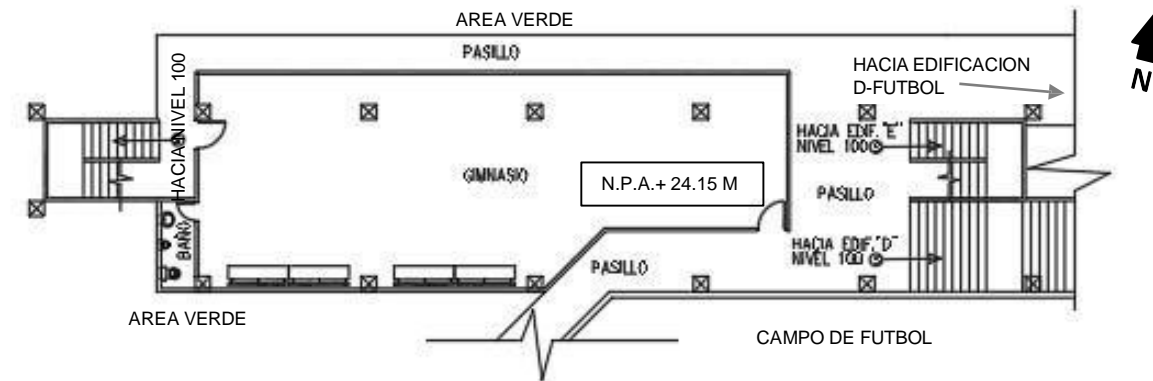 AREA VERDE
PASILLO
N
HACIA EDIFICACION
D-FUTBOL
HACIA NIVEL 100
HACIA EDIF."E"
NIVEL 100
GIMNASIO
N.P.A.+ 24.15 M
PASILLO
BAÑO
HACIA EDIF."D"
NIVEL 100
PASILLO
AREA VERDE
CAMPO DE FUTBOL